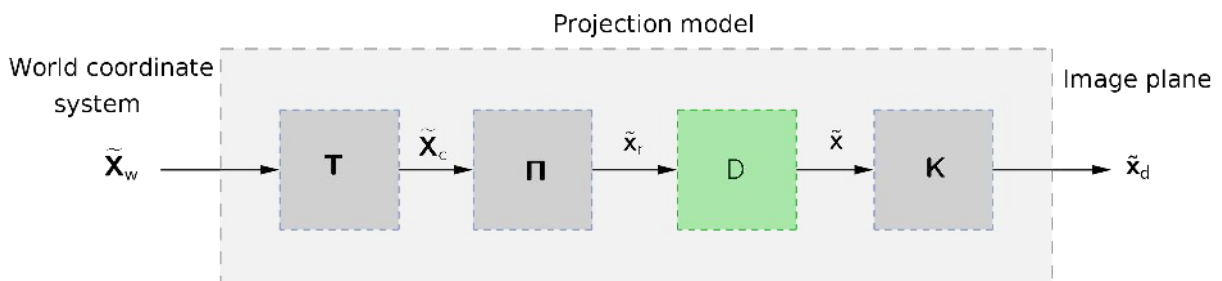 Projection model
World coordinate
system
Image plane
X̃w
T
X̃c
Π
x̃r
D
x̃
K
x̃d